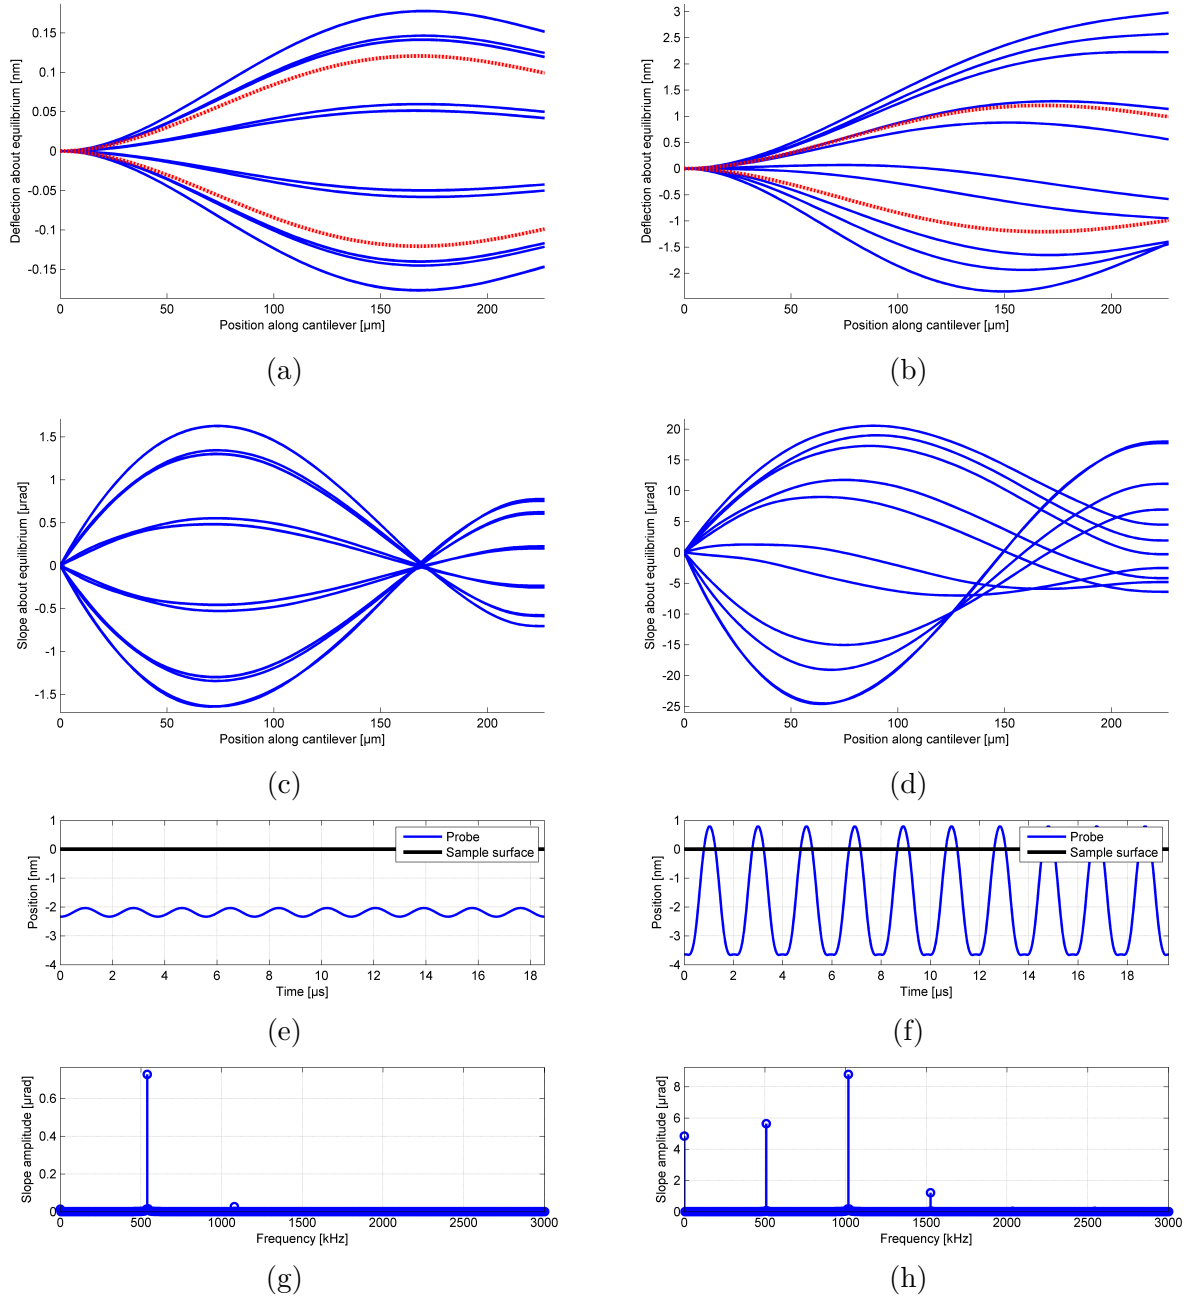 0.15
0.1
0.05
0
-0.05
-0.1
-0.15
Deflection about equilibrium [nm]
0 50 100 150 200
Position along cantilever [µm]
(a)
3
2.5
2
1.5
1
0.5
0
-0.5
-1
-1.5
-2
Deflection about equilibrium [nm]
0 50 100 150 200
Position along cantilever [µm]
(b)
1.5
1
0.5
0
-0.5
-1
-1.5
Slope about equilibrium [µrad]
0 50 100 150 200
Position along cantilever [µm]
(c)
20
15
10
5
0
-5
-10
-15
-20
-25
Slope about equilibrium [µrad]
0 50 100 150 200
Position along cantilever [µm]
(d)
1
0
-1
-2
-3
-4
Position [nm]
Probe
Sample surface
0 2 4 6 8 10 12 14 16 18
Time [µs]
(e)
1
0
-1
-2
-3
-4
Position [nm]
Probe
Sample surface
0 2 4 6 8 10 12 14 16 18
Time [µs]
(f)
0.6
0.4
0.2
0
Slope amplitude [µrad]
0 500 1000 1500 2000 2500 3000
Frequency [kHz]
(g)
8
6
4
2
0
Slope amplitude [µrad]
0 500 1000 1500 2000 2500 3000
Frequency [kHz]
(h)